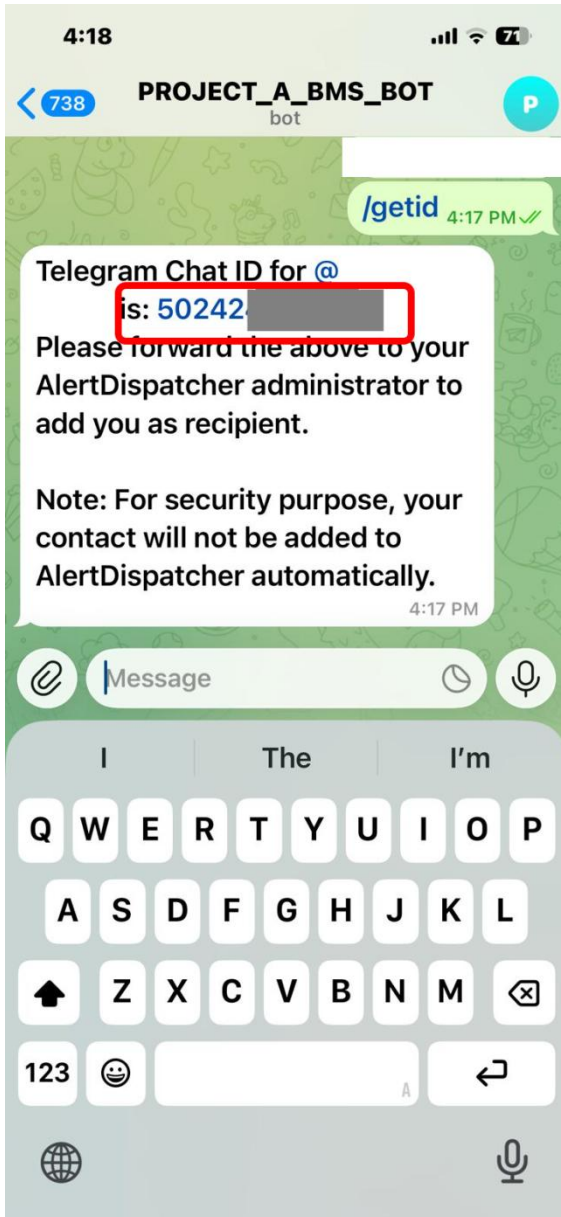 4:18
71
738
PROJECT_A_BMS_BOT
bot
P
/getid 4:17 PM
Telegram Chat ID for @
is: 50242
Please forward the above to your
AlertDispatcher administrator to
add you as recipient.
Note: For security purpose, your
contact will not be added to
AlertDispatcher automatically.
4:17 PM
Message
I The I'm
Q W E R T Y U I O P
A S D F G H J K L
Z X C V B N M
123
A